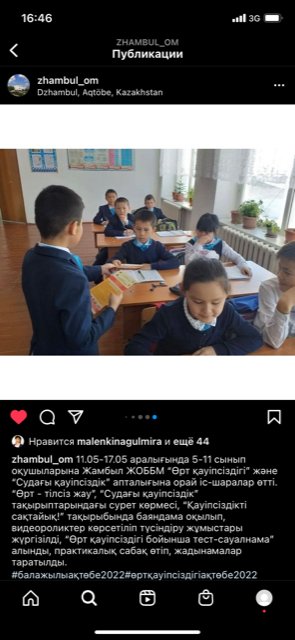 16:46
3G
ZHAMBUL_OM
Публикации
zhambul_om
Dzhambul, Aqtöbe, Kazakhstan
Нравится malenkinagulmira и ещё 44
zhambul_om 11.05-17.05 аралығында 5-11 сынып
оқушыларына Жамбыл ЖОББМ “Өрт қауіпсіздігі” және
“Судағы қауіпсіздік” апталығына орай іс-шаралар өтті.
“Өрт - тілсіз жау”, “Судағы қауіпсіздік”
тақырыптарындағы сурет көрмесі, “Қауіпсіздікті
сақтайық!” тақырыбында баяндама оқылып,
видеороликтер көрсетіліп түсіндіру жұмыстары
жүргізілді, “Өрт қауіпсіздігі бойынша тест-сауалнама”
алынды, практикалық сабақ өтіп, жадынамалар
таратылды.
#балажылыақтөбе2022#өртқауіпсіздігіақтөбе2022